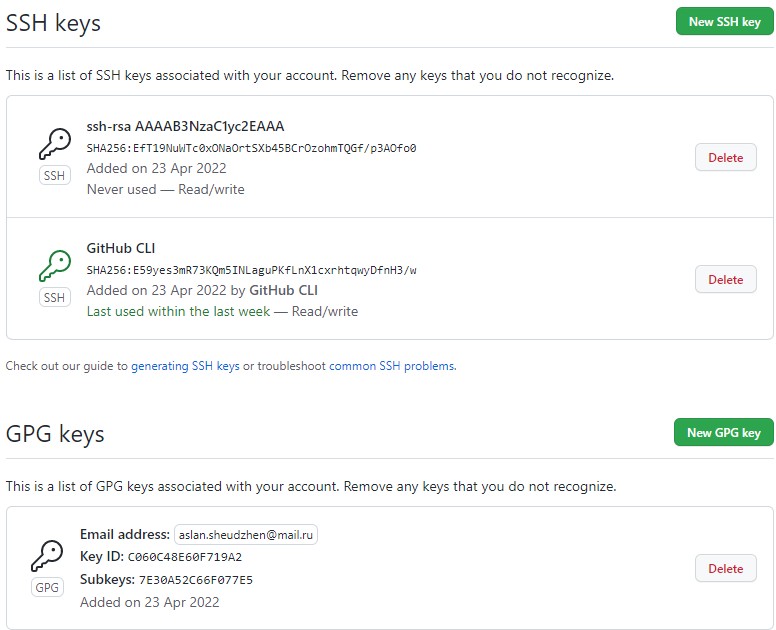 SSH keys
New SSH key
This is a list of SSH keys associated with your account. Remove any keys that you do not recognize.
ssh-rsa AAAAB3NzaC1yc2EAAA
SHA256:EfT19NuWTc0xONaOrtSXb45BCrOzohmTQGf/p3AOfo0
SSH
Added on 23 Apr 2022
Never used — Read/write
Delete
GitHub CLI
SHA256:E59yes3mR73KQm5INLaguPKfLnX1cxrhtqwyDfnH3/w
SSH
Added on 23 Apr 2022 by GitHub CLI
Last used within the last week — Read/write
Delete
Check out our guide to generating SSH keys or troubleshoot common SSH problems.
GPG keys
New GPG key
This is a list of GPG keys associated with your account. Remove any keys that you do not recognize.
Email address: aslan.sheudzhen@mail.ru
Key ID: C060C48E60F719A2
GPG
Subkeys: 7E30A52C66F077E5
Added on 23 Apr 2022
Delete